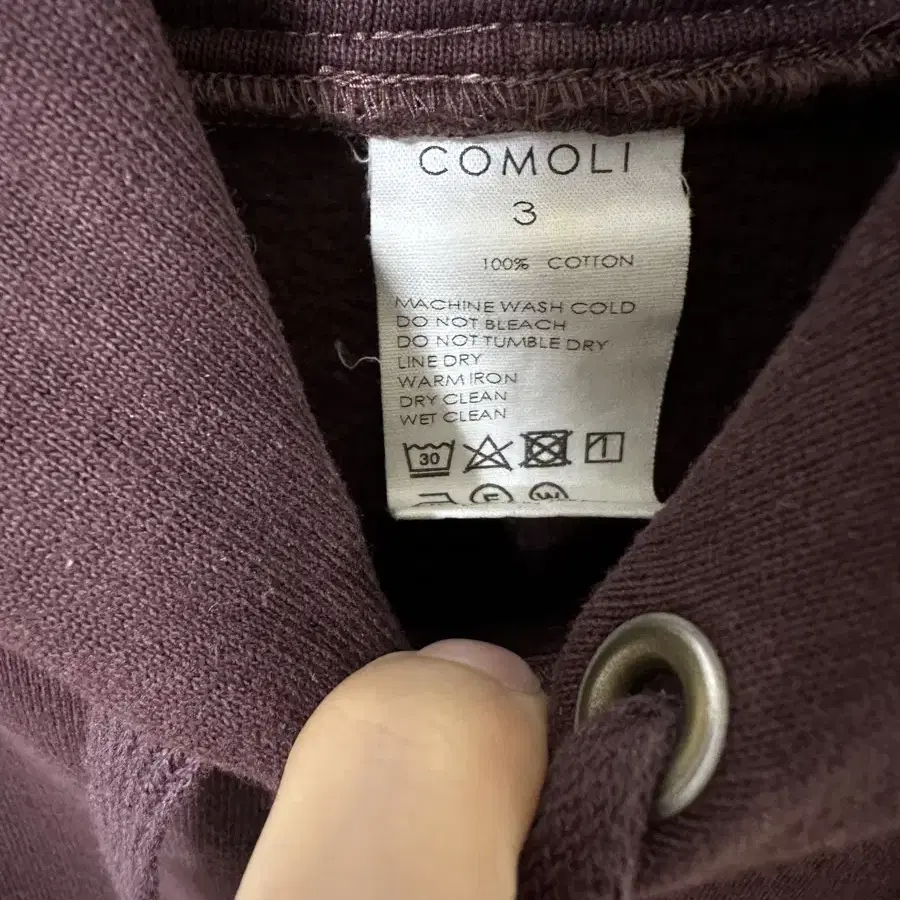 COMOLI
3
100% COTTON
MACHINE WASH COLD
DO NOT BLEACH
DO NOT TUMBLE DRY
LINE DRY
WARM IRON
DRY CLEAN
WET CLEAN
30
F W